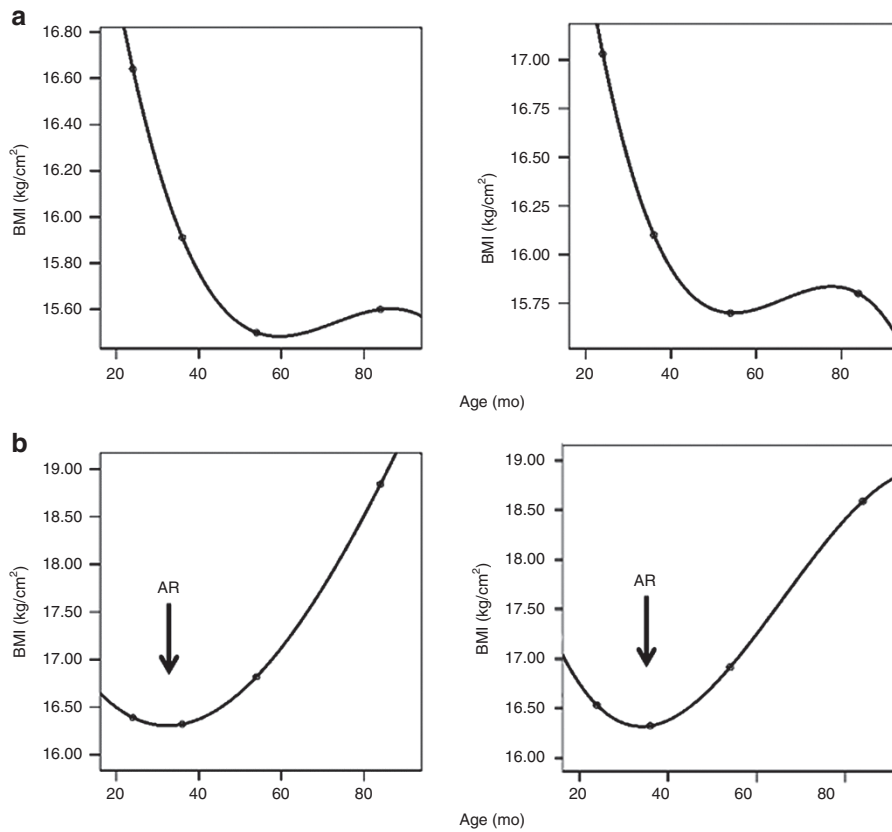 a
16.80
16.60
16.40
16.20
16.00
15.80
15.60
BMI (kg/cm²)
20 40 60 80
17.00
16.75
16.50
16.25
16.00
15.75
BMI (kg/cm²)
20 40 60 80
Age (mo)
b
19.00
18.50
18.00
17.50
17.00
16.50
16.00
BMI (kg/cm²)
AR
20 40 60 80
19.00
18.50
18.00
17.50
17.00
16.50
16.00
BMI (kg/cm²)
AR
20 40 60 80
Age (mo)